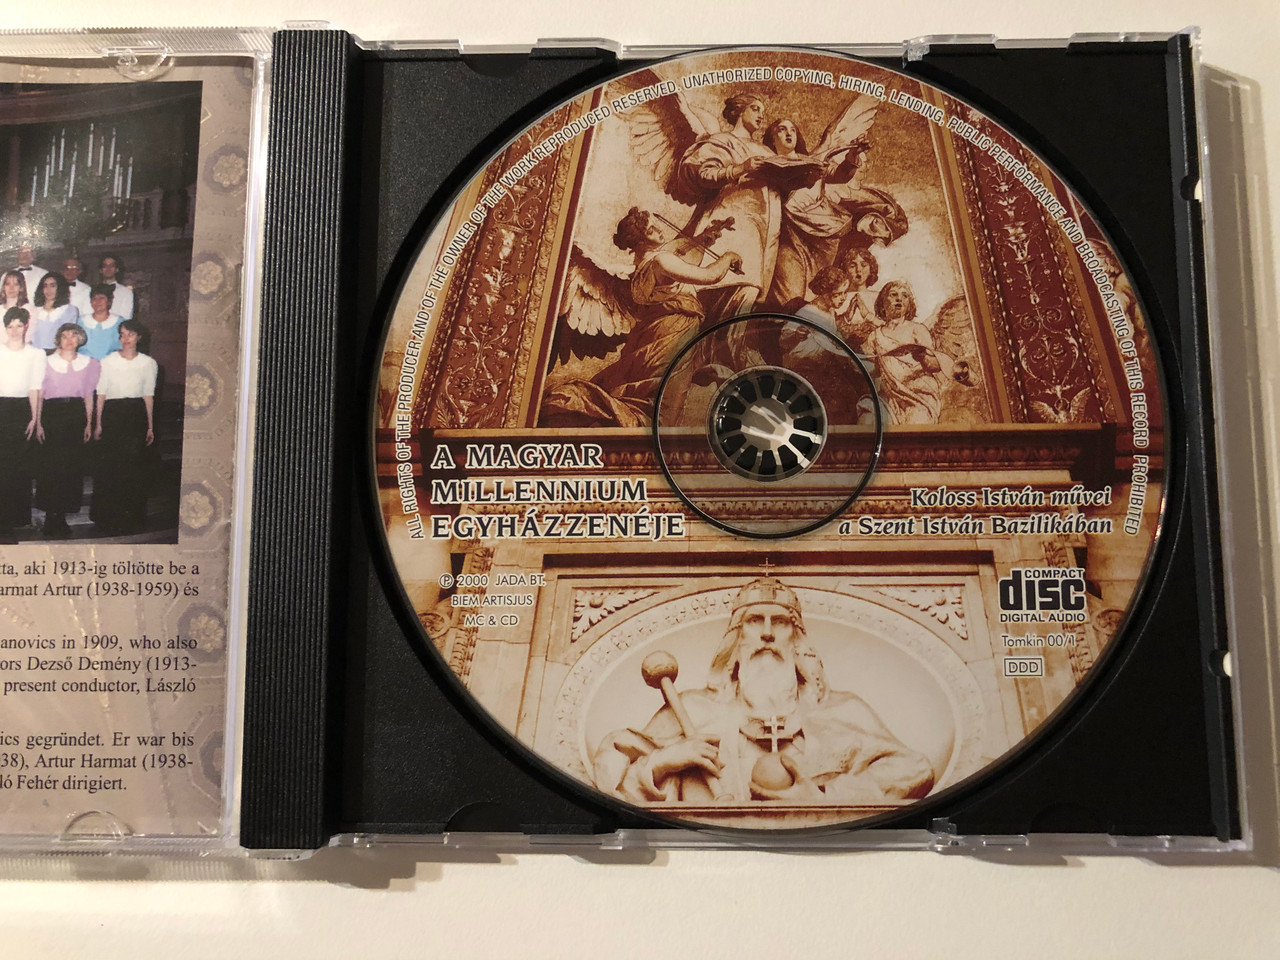 tta, aki 1913-ig töltötte be a
armat Artur (1938-1959) és
anovics in 1909, who also
ors Dezső Demény (1913-
present conductor, László
ics gegründet. Er war bis
38), Artur Harmat (1938-
ló Fehér dirigiert.
ALL RIGHTS OF THE PRODUCER AND OF THE OWNER OF THE WORK REPRODUCED RESERVED. UNATHORIZED COPYING, HIRING, LENDING, PUBLIC PERFORMANCE AND BROADCASTING OF THIS RECORD PROHIBITED
A MAGYAR
MILLENNIUM
EGYHÁZZENÉJE
Koloss István művei
a Szent István Bazilikában
Ⓟ 2000 JADA BT.
BIEM ARTISJUS
MC & CD
COMPACT
disc
DIGITAL AUDIO
Tomkin 00/1
DDD